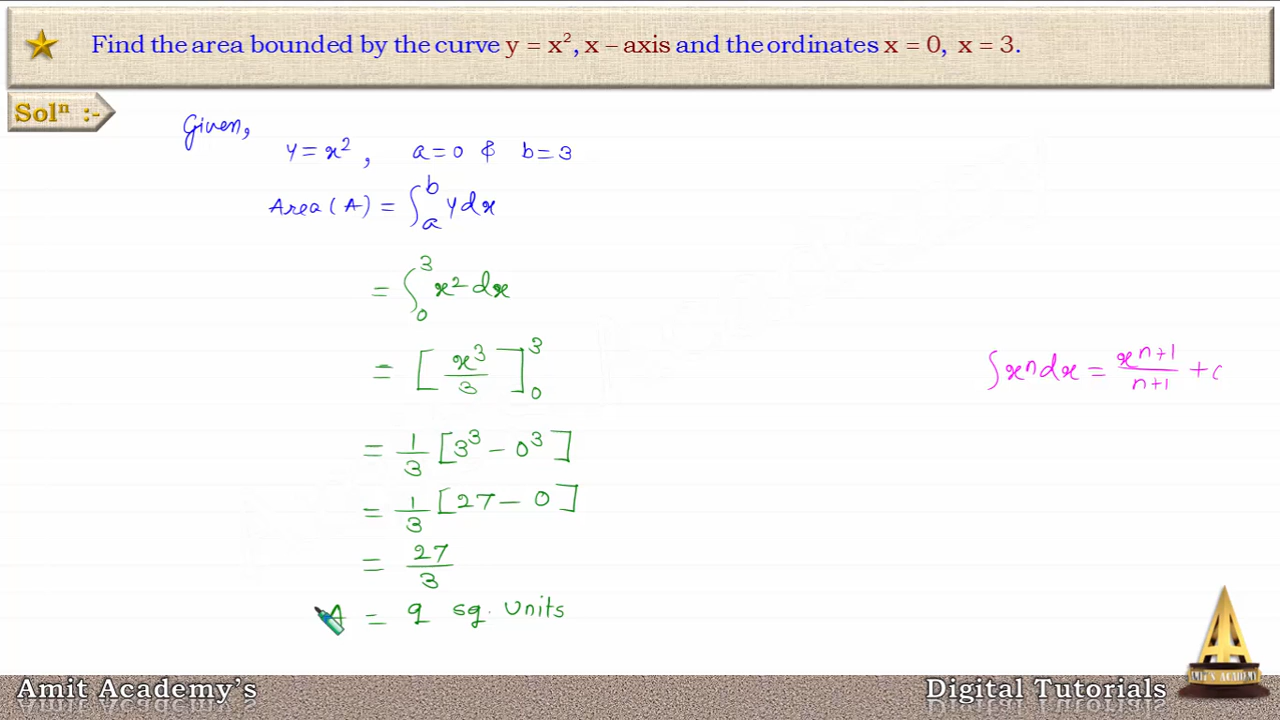 Find the area bounded by the curve y = x², x – axis and the ordinates x = 0, x = 3.
Solⁿ :-
Given,
y = x², a=0 & b=3
Area(A) = ∫ₐᵇ y dx
= ∫₀³ x² dx
= [x³/3]₀³
∫xⁿdx = xⁿ⁺¹/n+1 + c
= 1/3 [3³ – 0³]
= 1/3 [27 – 0]
= 27/3
A = 9 sq. units
Amit Academy's
Digital Tutorials
AMIT'S ACADEMY